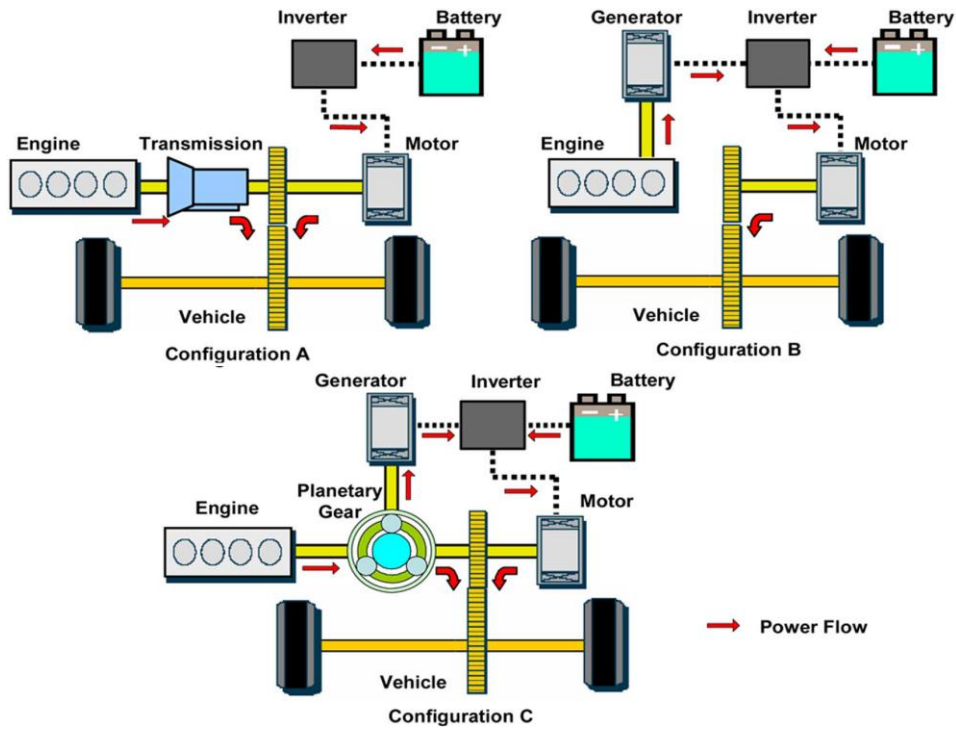 Inverter
Battery
− +
Engine
Transmission
Motor
Vehicle
Configuration A
Generator
Inverter
Battery
− +
Engine
Motor
Vehicle
Configuration B
Generator
Inverter
Battery
− +
Planetary
Gear
Engine
Motor
Vehicle
Power Flow
Configuration C